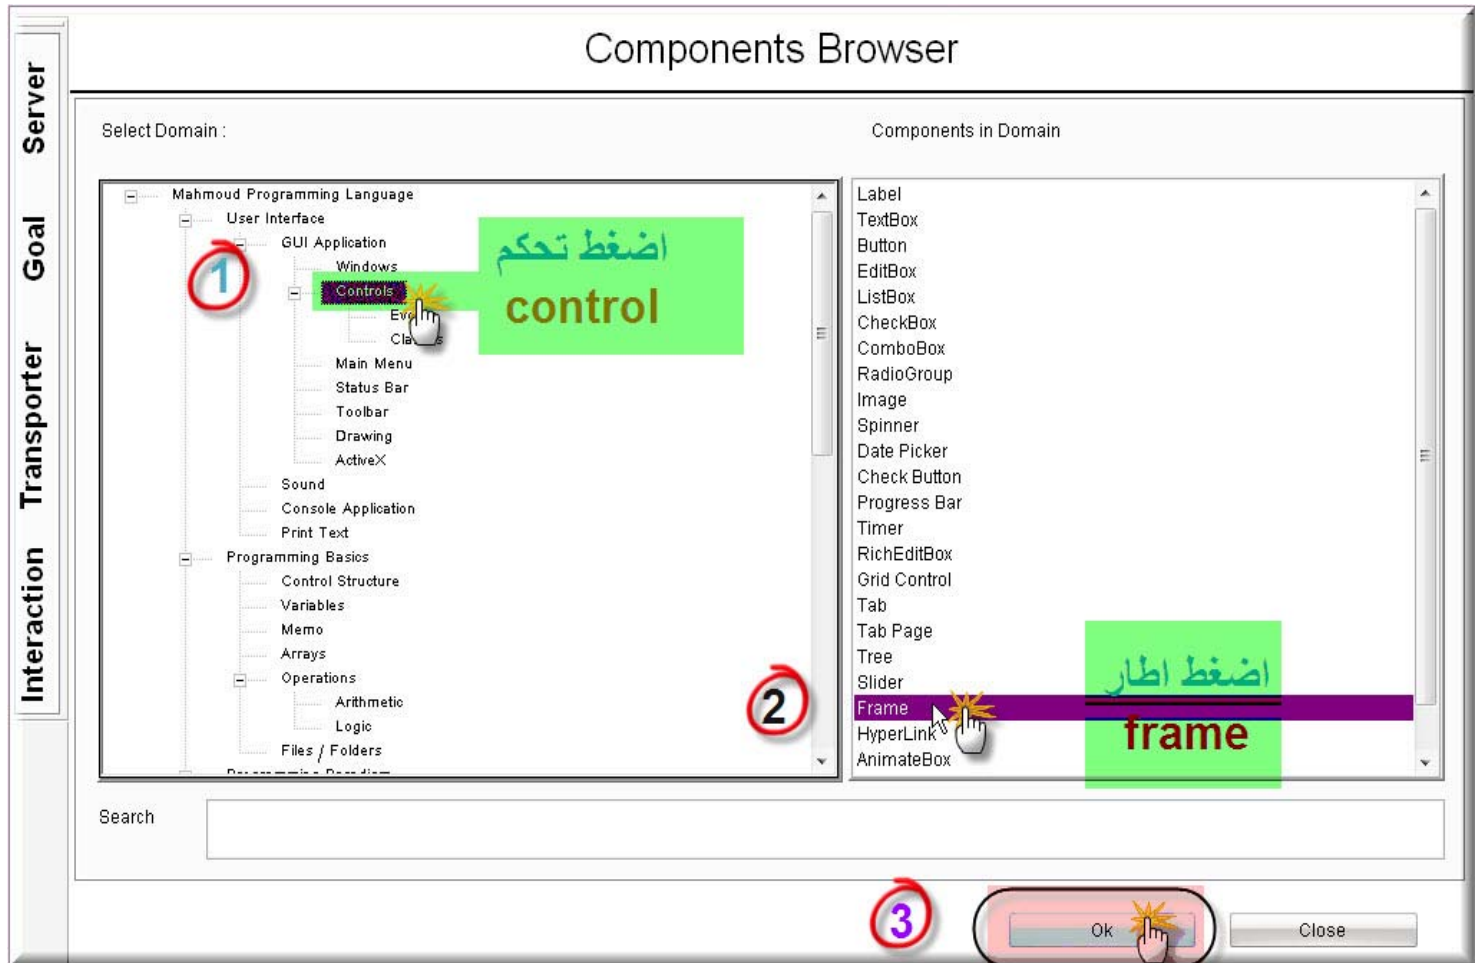 Components Browser
Server
Goal
Transporter
Interaction
Select Domain :
Mahmoud Programming Language
User Interface
GUI Application
Windows
Controls
Main Menu
Status Bar
Toolbar
Drawing
ActiveX
Sound
Console Application
Print Text
Programming Basics
Control Structure
Variables
Memo
Arrays
Operations
Arithmetic
Logic
Files / Folders
1
اضغط تحكم
control
Components in Domain
Label
TextBox
Button
EditBox
ListBox
CheckBox
ComboBox
RadioGroup
Image
Spinner
Date Picker
Check Button
Progress Bar
Timer
RichEditBox
Grid Control
Tab
Tab Page
Tree
Slider
Frame
HyperLink
AnimateBox
2
اضغط اطار
frame
Search
3
Ok
Close